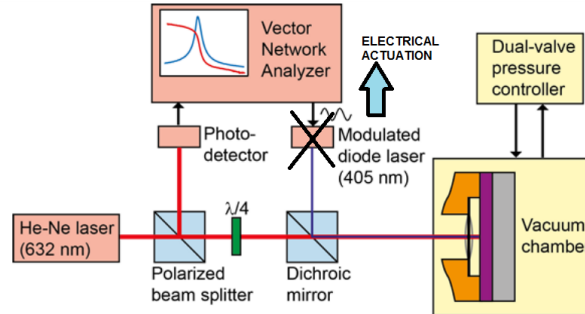 Vector
Network
Analyzer
ELECTRICAL
ACTUATION
Dual-valve
pressure
controller
Photo-
detector
Modulated
diode laser
(405 nm)
He-Ne laser
(632 nm)
λ/4
Polarized
beam splitter
Dichroic
mirror
Vacuum
chambe